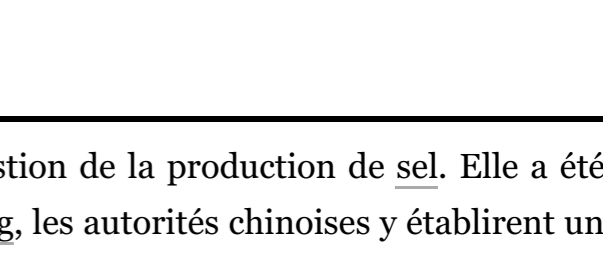 stion de la production de sel. Elle a été
g, les autorités chinoises y établirent un